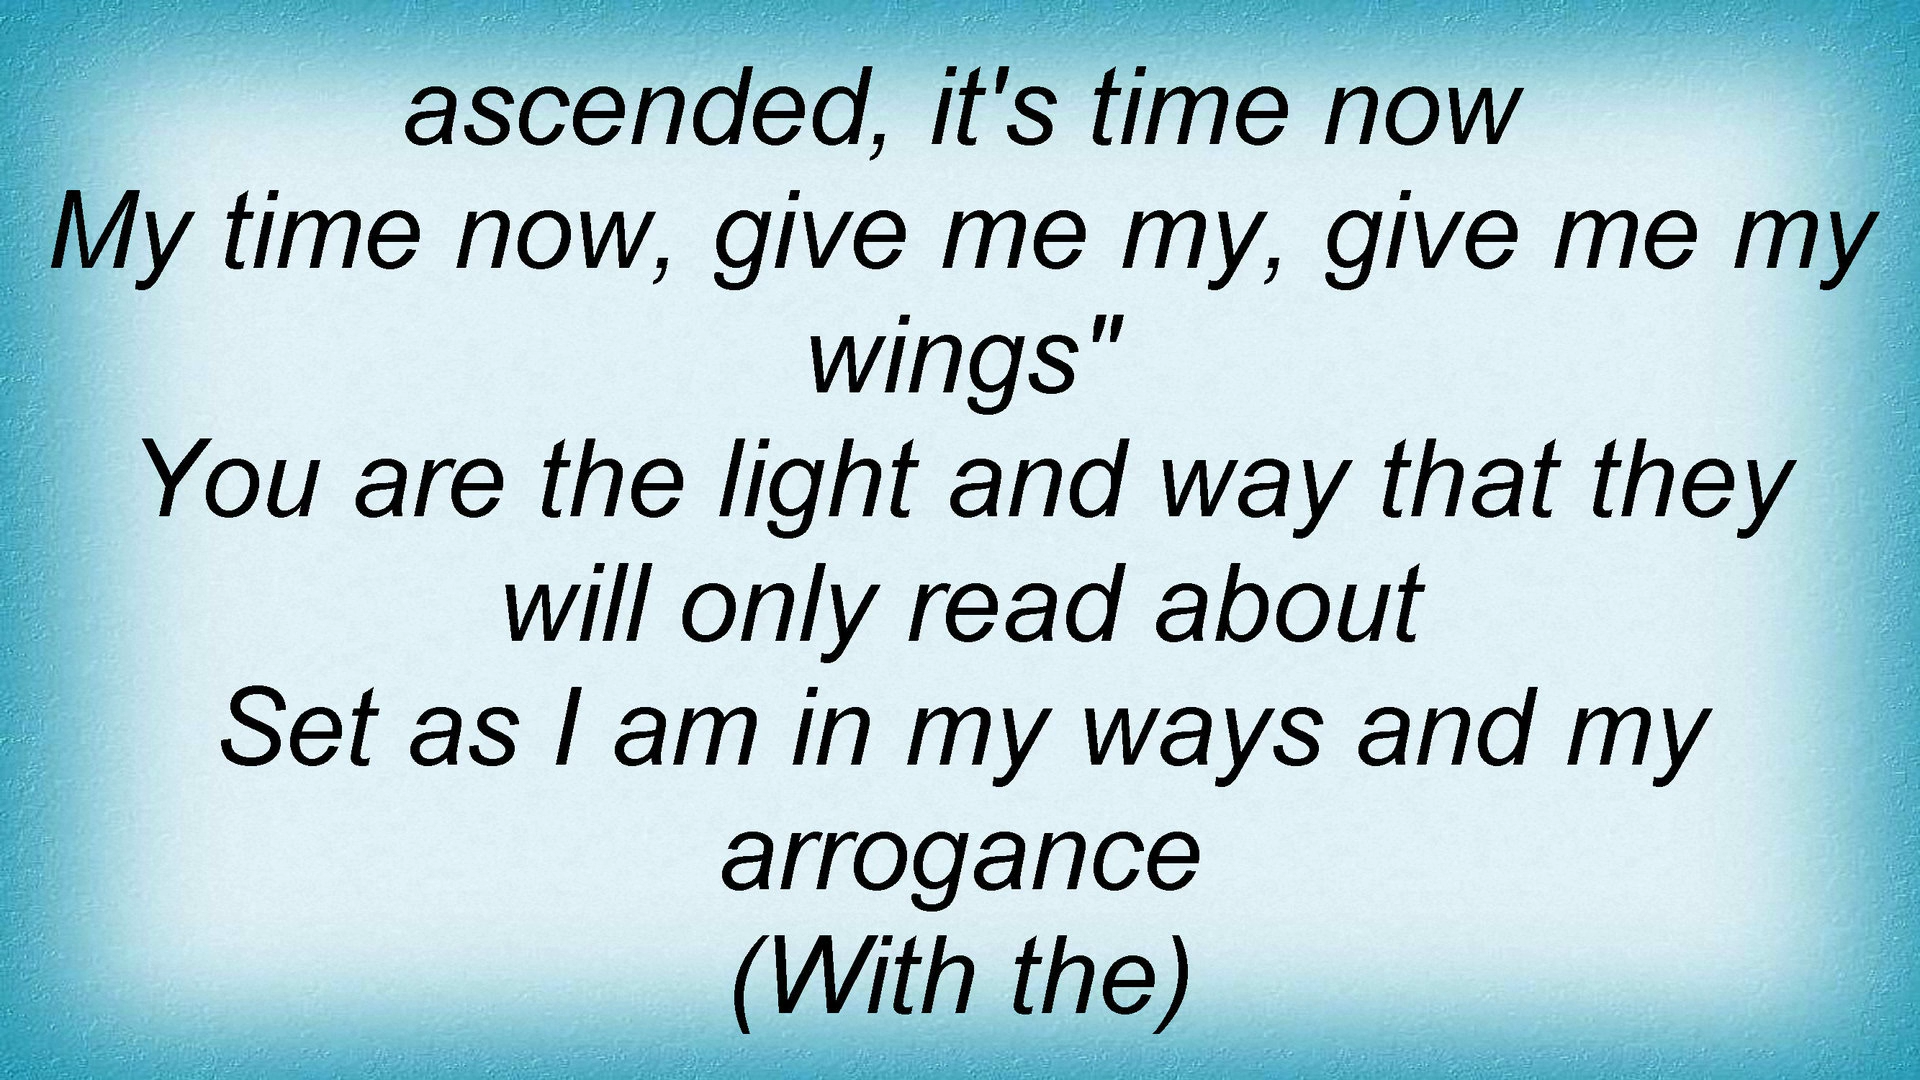 ascended, it's time now
My time now, give me my, give me my
wings"
You are the light and way that they
will only read about
Set as I am in my ways and my
arrogance
(With the)